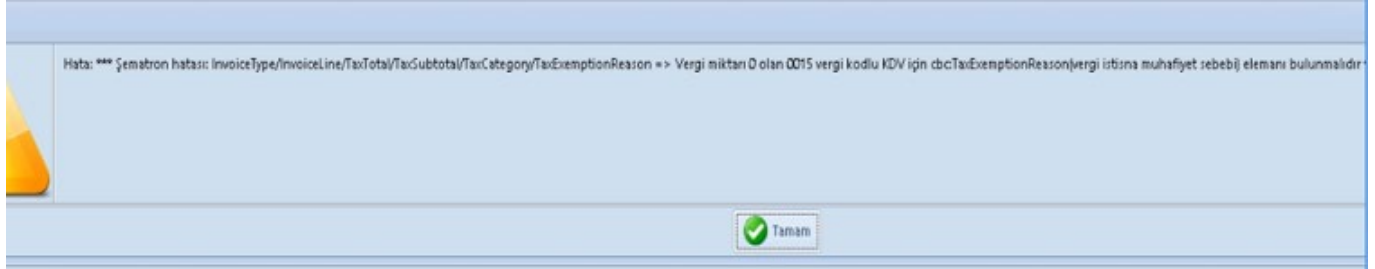 Hata: *** Şematron hatası: InvoiceType/InvoiceLine/TaxTotal/TaxSubtotal/TaxCategory/TaxExemptionReason => Vergi miktarı 0 olan 0015 vergi kodlu KDV için cbc:TaxExemptionReason(vergi istisna muhafiyet sebebi) elemanı bulunmalıdır
Tamam